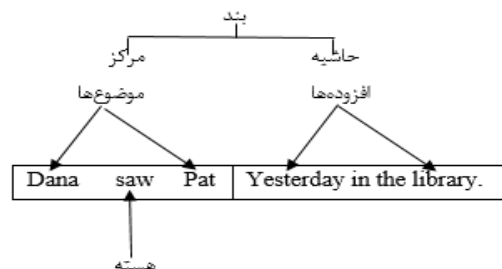 بند
مرکز حاشیه
موضوع‌ها افزوده‌ها
Dana saw Pat Yesterday in the library.
هسته